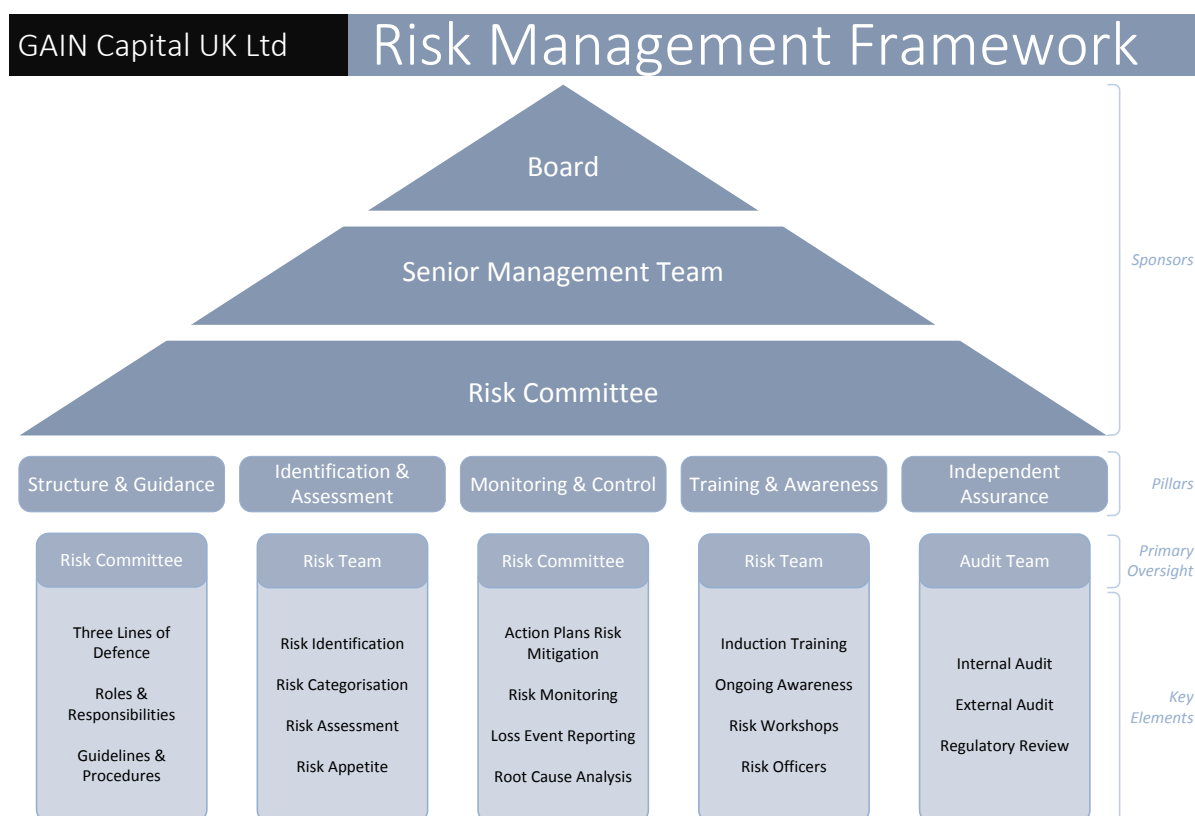 GAIN Capital UK Ltd
Risk Management Framework
Board
Senior Management Team
Risk Committee
Sponsors
Structure & Guidance
Identification &
Assessment
Monitoring & Control
Training & Awareness
Independent
Assurance
Pillars
Risk Committee
Risk Team
Risk Committee
Risk Team
Audit Team
Primary
Oversight
Three Lines of
Defence
Roles &
Responsibilities
Guidelines &
Procedures
Risk Identification
Risk Categorisation
Risk Assessment
Risk Appetite
Action Plans Risk
Mitigation
Risk Monitoring
Loss Event Reporting
Root Cause Analysis
Induction Training
Ongoing Awareness
Risk Workshops
Risk Officers
Internal Audit
External Audit
Regulatory Review
Key
Elements